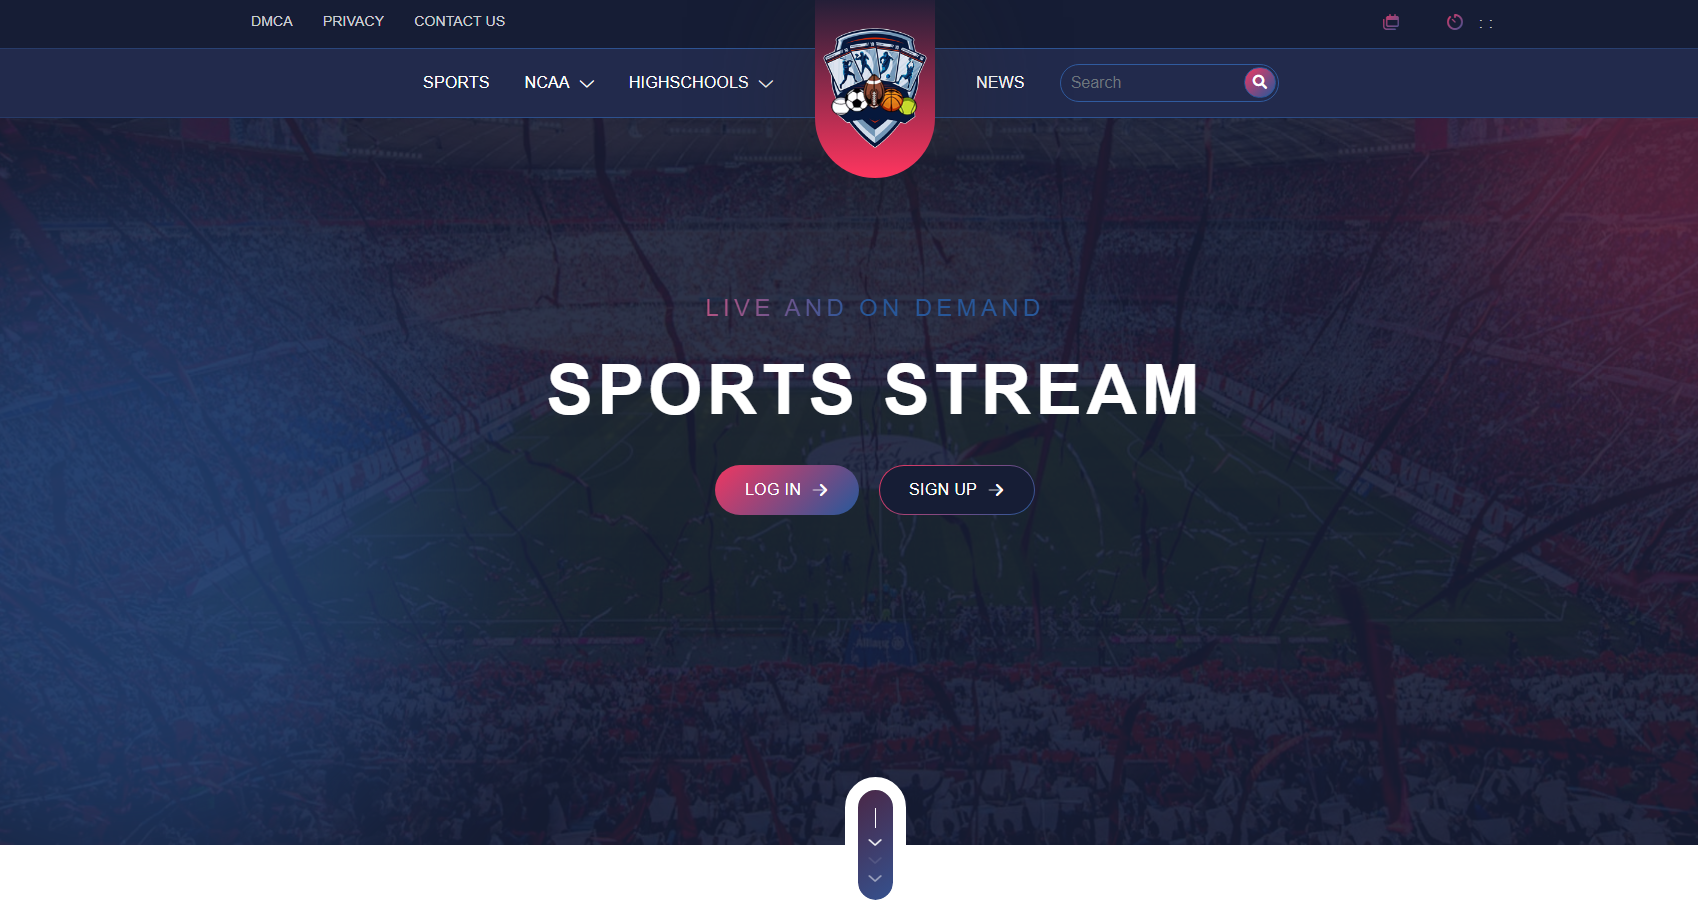 DMCA PRIVACY CONTACT US : :
SPORTS NCAA HIGHSCHOOLS NEWS Search
LIVE AND ON DEMAND
SPORTS STREAM
LOG IN SIGN UP
Allianz